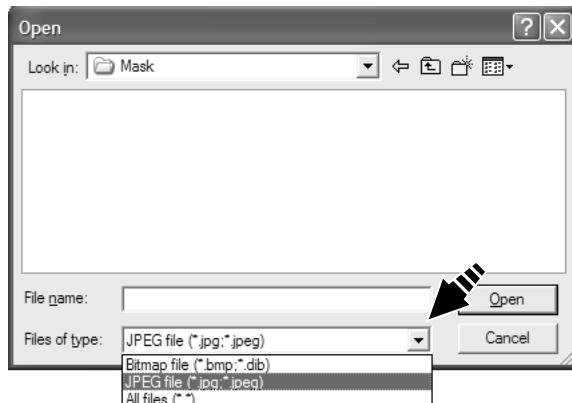 Open
Look in: Mask
File name: Open
Files of type: JPEG file (*.jpg;*.jpeg) Cancel
Bitmap file (*.bmp;*.dib)
JPEG file (*.jpg;*.jpeg)
All files (*.*)